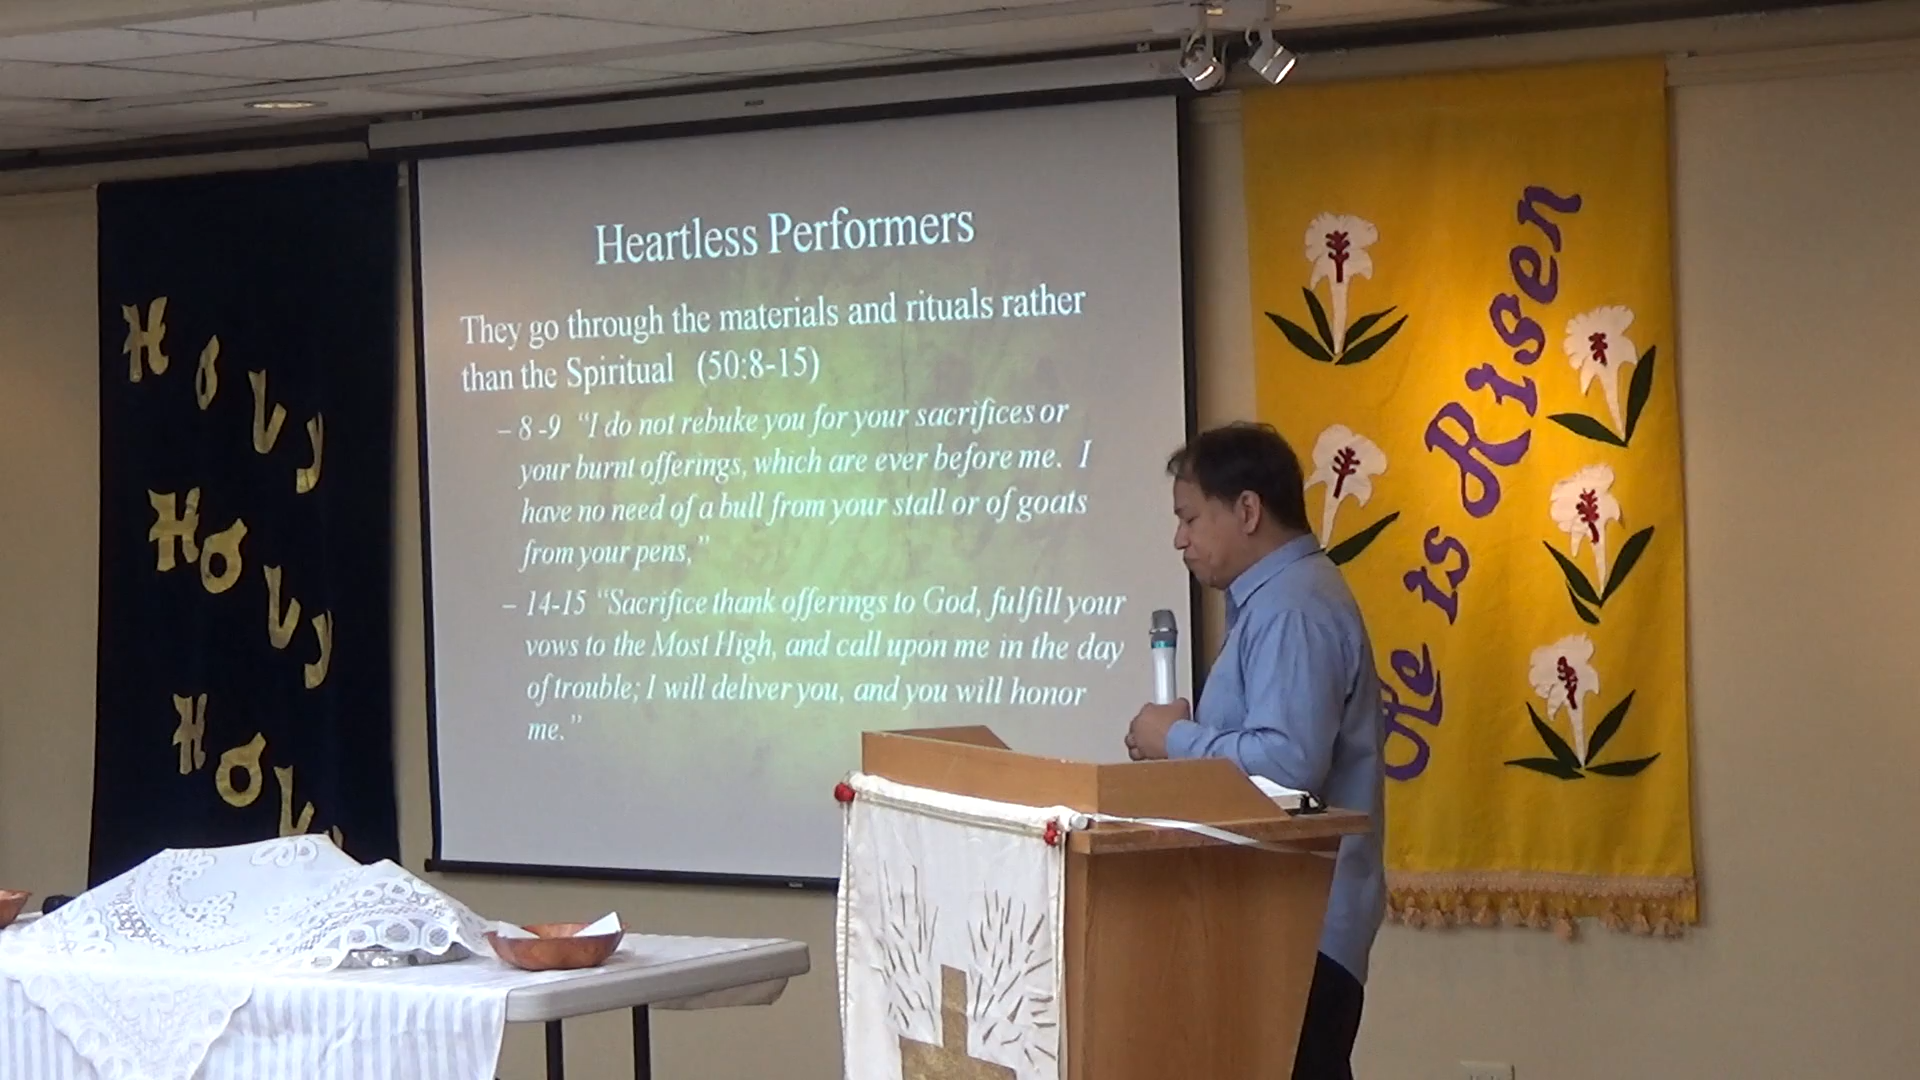 Holy
Holy
Holy
Heartless Performers
They go through the materials and rituals rather
than the Spiritual (50:8-15)
– 8-9 “I do not rebuke you for your sacrifices or
your burnt offerings, which are ever before me. I
have no need of a bull from your stall or of goats
from your pens,”
– 14-15 “Sacrifice thank offerings to God, fulfill your
vows to the Most High, and call upon me in the day
of trouble; I will deliver you, and you will honor
me.”
He is Risen